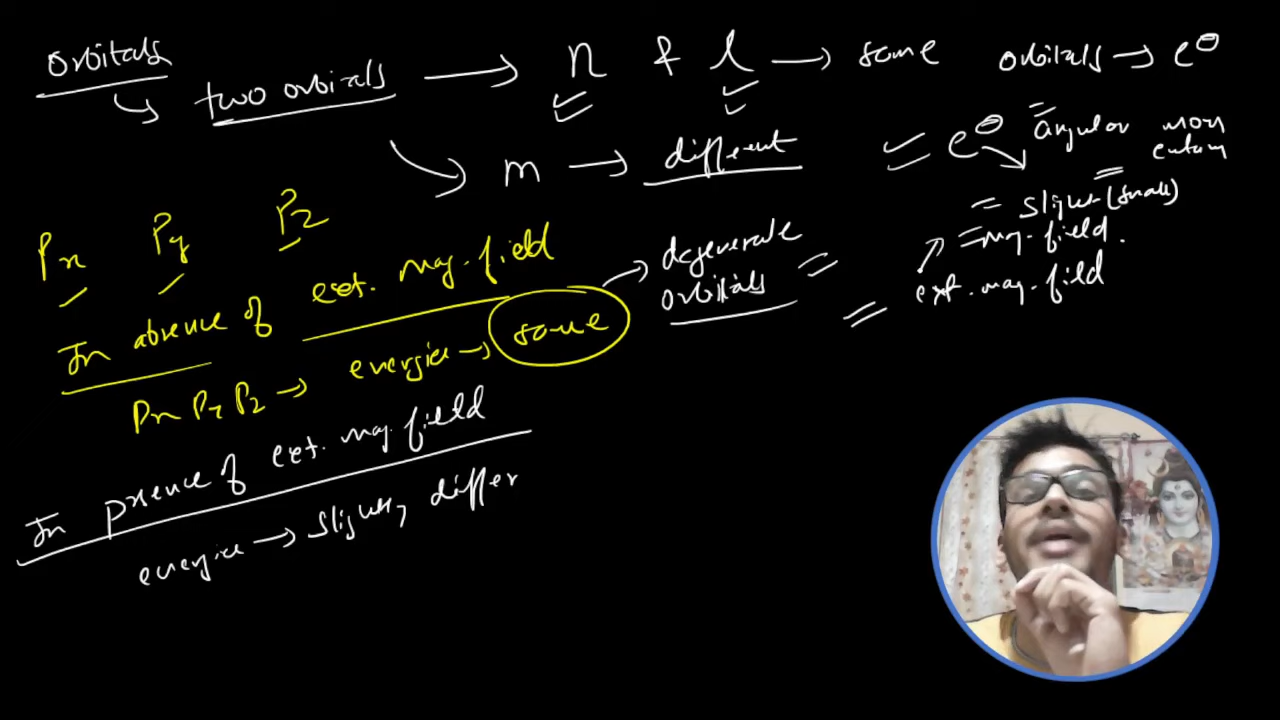 orbitals
two orbitals → n & l → same
m → different
orbitals → e⊖
e⊖ angular mom
entum
= slight (small)
= mag. field.
ext. mag. field
Px Py Pz
In absence of ext. mag. field
Px Py Pz → energies → same
degenerate
orbitals
In presence of ext. mag. field
energies → slightly differ